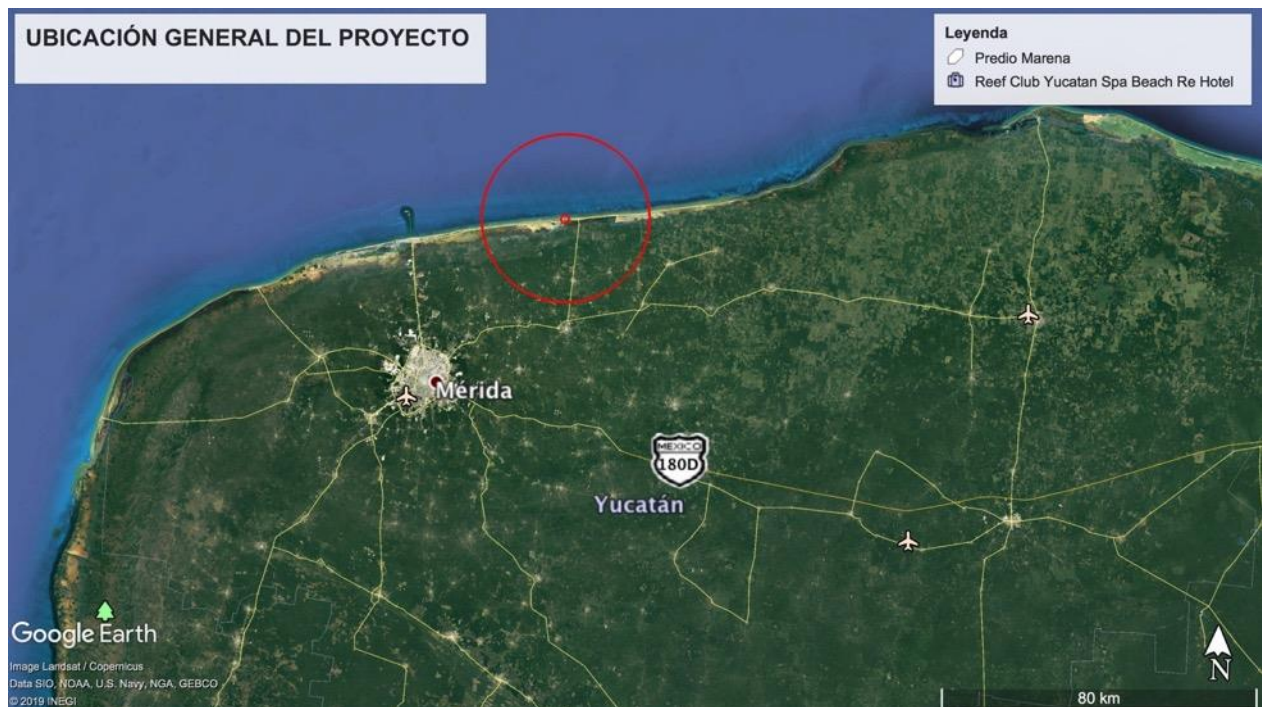 UBICACIÓN GENERAL DEL PROYECTO
Leyenda
Predio Marena
Reef Club Yucatan Spa Beach Re Hotel
Mérida
MEXICO
180D
Yucatán
Google Earth
Image Landsat / Copernicus
Data SIO, NOAA, U.S. Navy, NGA, GEBCO
© 2019 INEGI
N
80 km